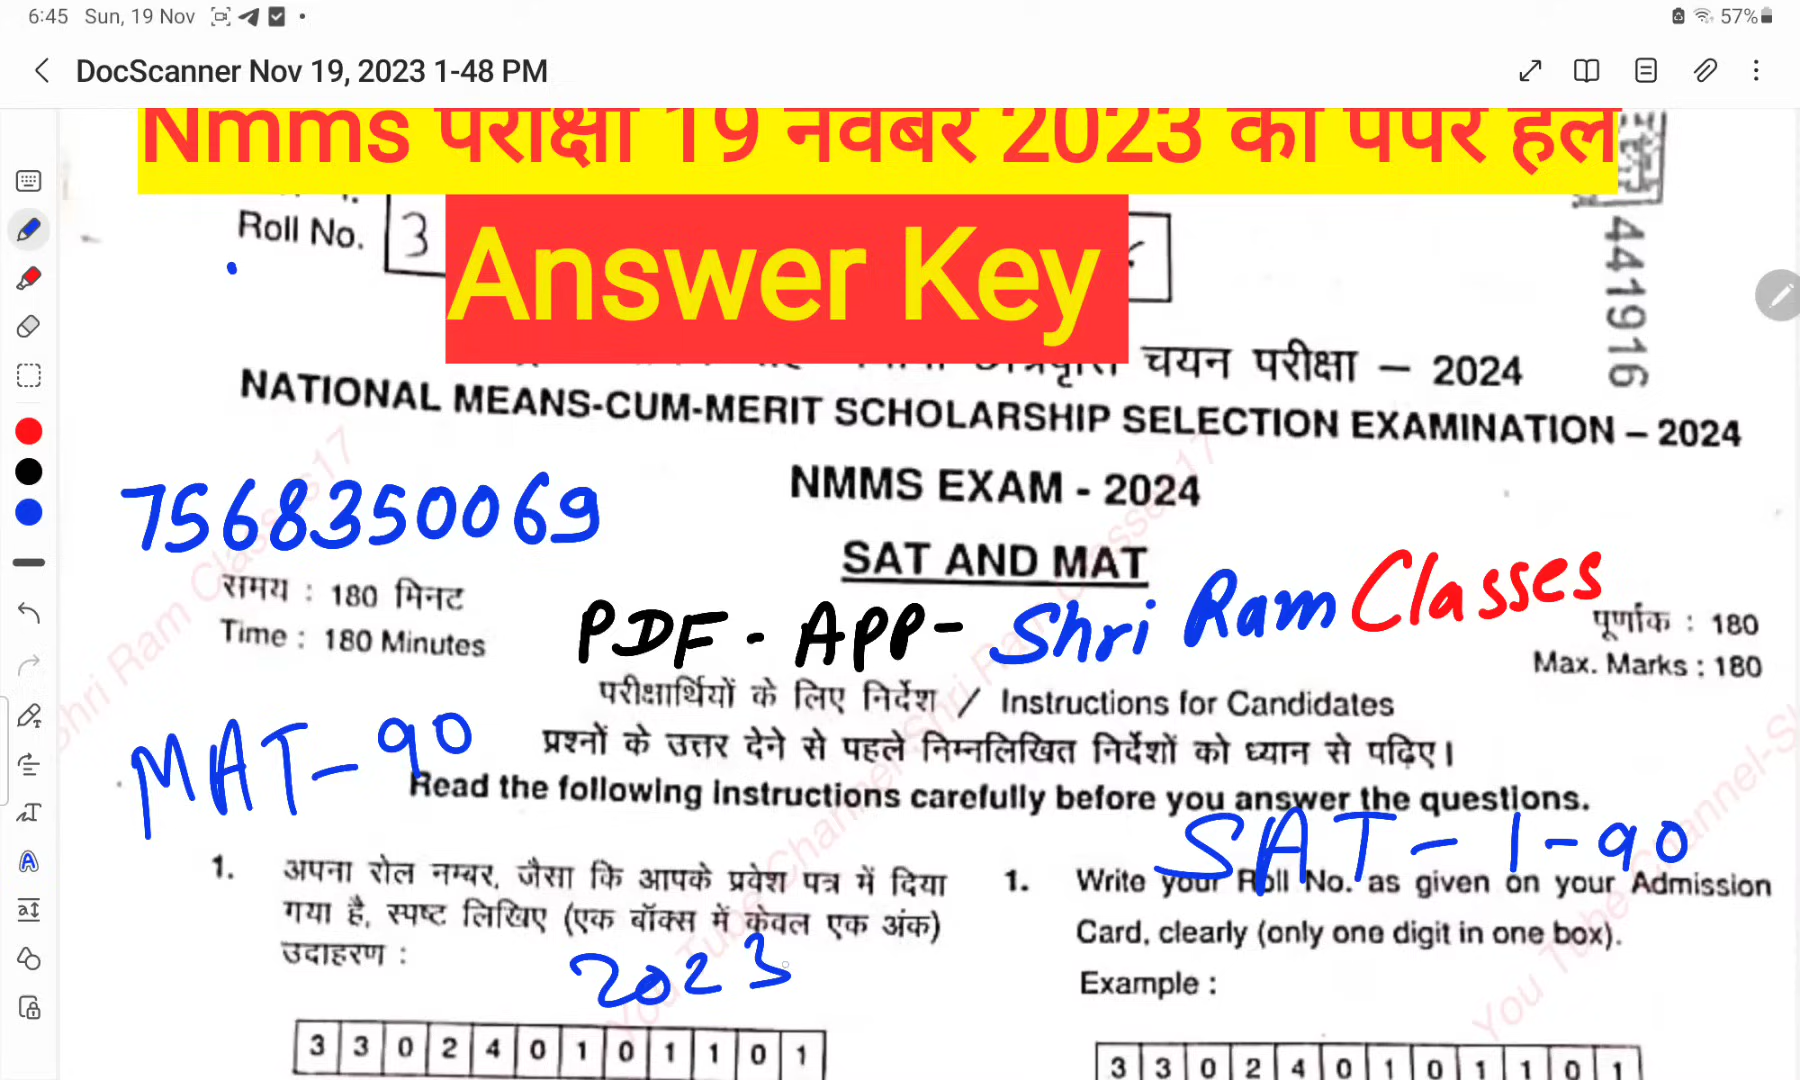 6:45 Sun, 19 Nov 57%
DocScanner Nov 19, 2023 1-48 PM
Nmms परीक्षा 19 नवंबर 2023 का पेपर हल
Roll No. 3
Answer Key
441916
चयन परीक्षा – 2024
NATIONAL MEANS-CUM-MERIT SCHOLARSHIP SELECTION EXAMINATION – 2024
NMMS EXAM - 2024
7568350069
SAT AND MAT
समय : 180 मिनट
Time : 180 Minutes
PDF - APP - Shri Ram Classes
पूर्णांक : 180
Max. Marks : 180
परीक्षार्थियों के लिए निर्देश / Instructions for Candidates
MAT - 90
प्रश्नों के उत्तर देने से पहले निम्नलिखित निर्देशों को ध्यान से पढ़िए।
Read the following instructions carefully before you answer the questions.
SAT - 1 - 90
1. अपना रोल नम्बर, जैसा कि आपके प्रवेश पत्र में दिया
गया है, स्पष्ट लिखिए (एक बॉक्स में केवल एक अंक)
उदाहरण :
2023
3 3 0 2 4 0 1 0 1 1 0 1
1. Write your Roll No. as given on your Admission
Card, clearly (only one digit in one box).
Example :
3 3 0 2 4 0 1 0 1 1 0 1